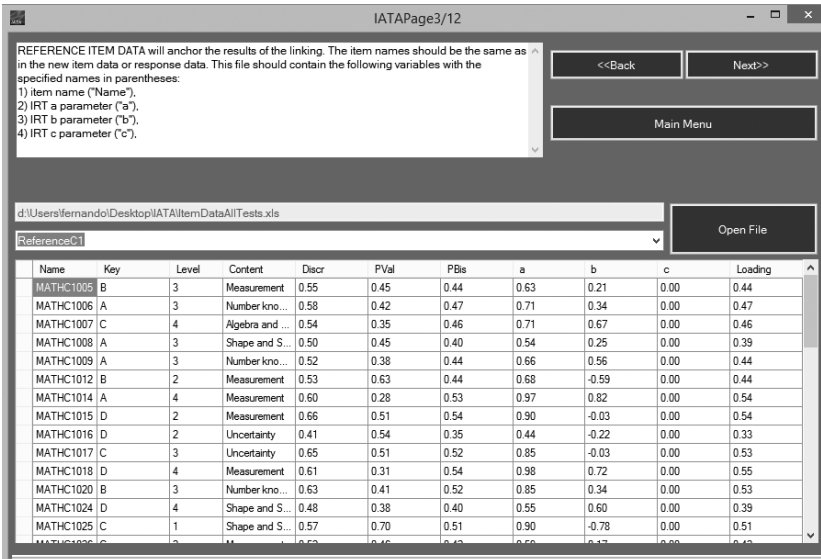 IATAPage3/12
REFERENCE ITEM DATA will anchor the results of the linking. The item names should be the same as
in the new item data or response data. This file should contain the following variables with the
specified names in parentheses:
1) item name ("Name"),
2) IRT a parameter ("a"),
3) IRT b parameter ("b"),
4) IRT c parameter ("c"),
<<Back Next>>
Main Menu
d:\Users\fernando\Desktop\IATA\ItemDataAllTests.xls
Open File
ReferenceC1
Name Key Level Content Discr PVal PBis a b c Loading
MATHC1005 B 3 Measurement 0.55 0.45 0.44 0.63 0.21 0.00 0.44
MATHC1006 A 3 Number kno... 0.58 0.42 0.47 0.71 0.34 0.00 0.47
MATHC1007 C 4 Algebra and ... 0.54 0.35 0.46 0.71 0.67 0.00 0.46
MATHC1008 A 3 Shape and S... 0.50 0.45 0.40 0.54 0.25 0.00 0.39
MATHC1009 A 3 Number kno... 0.52 0.38 0.44 0.66 0.56 0.00 0.44
MATHC1012 B 2 Measurement 0.53 0.63 0.44 0.68 -0.59 0.00 0.44
MATHC1014 A 4 Measurement 0.60 0.28 0.53 0.97 0.82 0.00 0.54
MATHC1015 D 2 Measurement 0.66 0.51 0.54 0.90 -0.03 0.00 0.54
MATHC1016 D 2 Uncertainty 0.41 0.54 0.35 0.44 -0.22 0.00 0.33
MATHC1017 C 3 Uncertainty 0.65 0.51 0.52 0.85 -0.03 0.00 0.53
MATHC1018 D 4 Measurement 0.61 0.31 0.54 0.98 0.72 0.00 0.55
MATHC1020 B 3 Number kno... 0.63 0.41 0.52 0.85 0.34 0.00 0.53
MATHC1024 D 4 Shape and S... 0.48 0.38 0.40 0.55 0.60 0.00 0.39
MATHC1025 C 1 Shape and S... 0.57 0.70 0.51 0.90 -0.78 0.00 0.51